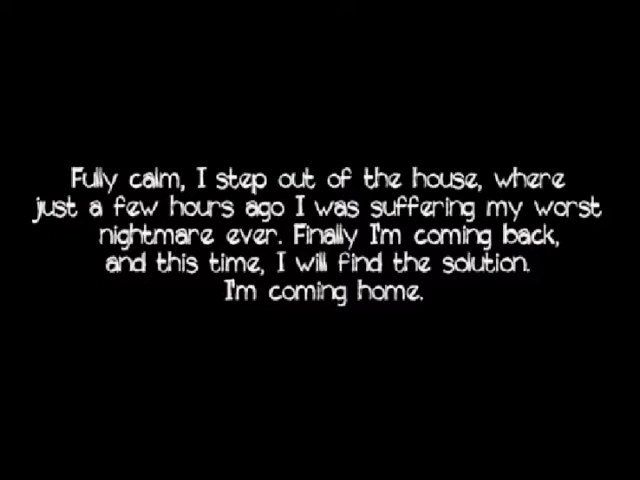 Fully calm, I step out of the house, where
just a few hours ago I was suffering my worst
nightmare ever. Finally I'm coming back,
and this time, I will find the solution.
I'm coming home.